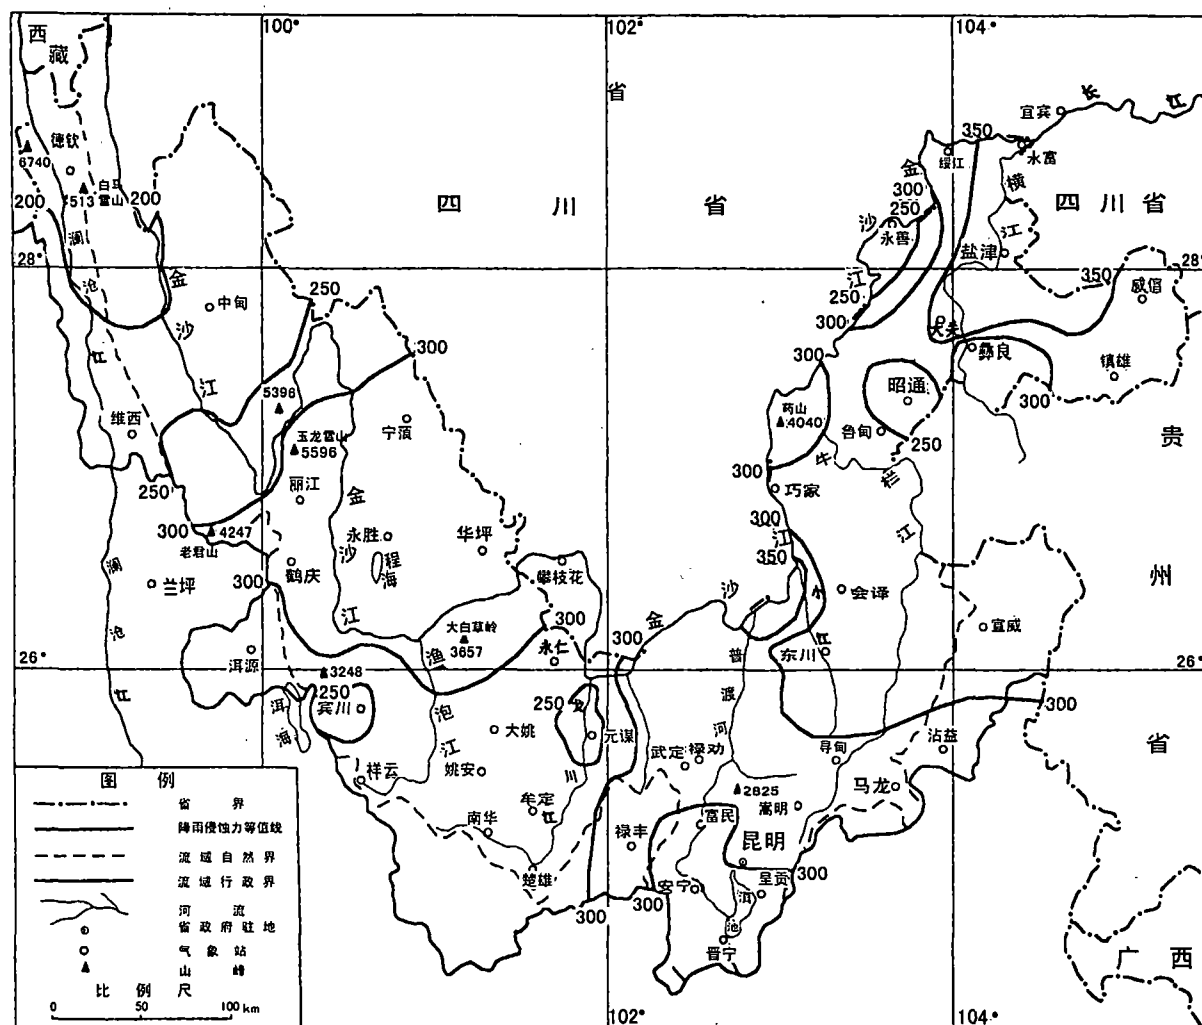 100°
102°
104°
西
藏
德钦
6740
513
白马
雪山
200
200
澜
沧
江
金
沙
江
中甸
250
300
5396
玉龙雪山
5596
维西
丽江
宁蒗
250
300
4247
老君山
兰坪
澜
沧
江
300
鹤庆
永胜
程
海
华坪
金
沙
江
攀枝花
大白草岭
3657
渔
泡
江
300
永仁
洱源
3248
250
宾川
洱
海
大姚
250
龙
川
江
元谋
祥云
姚安
牟定
南华
楚雄
省
四川省
300
金
沙
江
300
300
武定
禄劝
普
渡
河
2825
嵩明
富民
禄丰
昆明
安宁
呈贡
晋宁
池
300
300
300
宜宾
长
江
350
绥江
水富
横
江
四川省
金
沙
江
300
250
永善
盐津
28°
350
威信
250
300
彝良
镇雄
300
300
昭通
药山
4040
鲁甸
250
贵
州
省
300
巧家
牛
栏
江
300
350
江
会泽
宣威
东川
26°
300
寻甸
沾益
马龙
广西
图例
省界
降雨侵蚀力等值线
流域自然界
流域行政界
河流
省政府驻地
气象站
山峰
比例尺
0 50 100 km
102°
104°